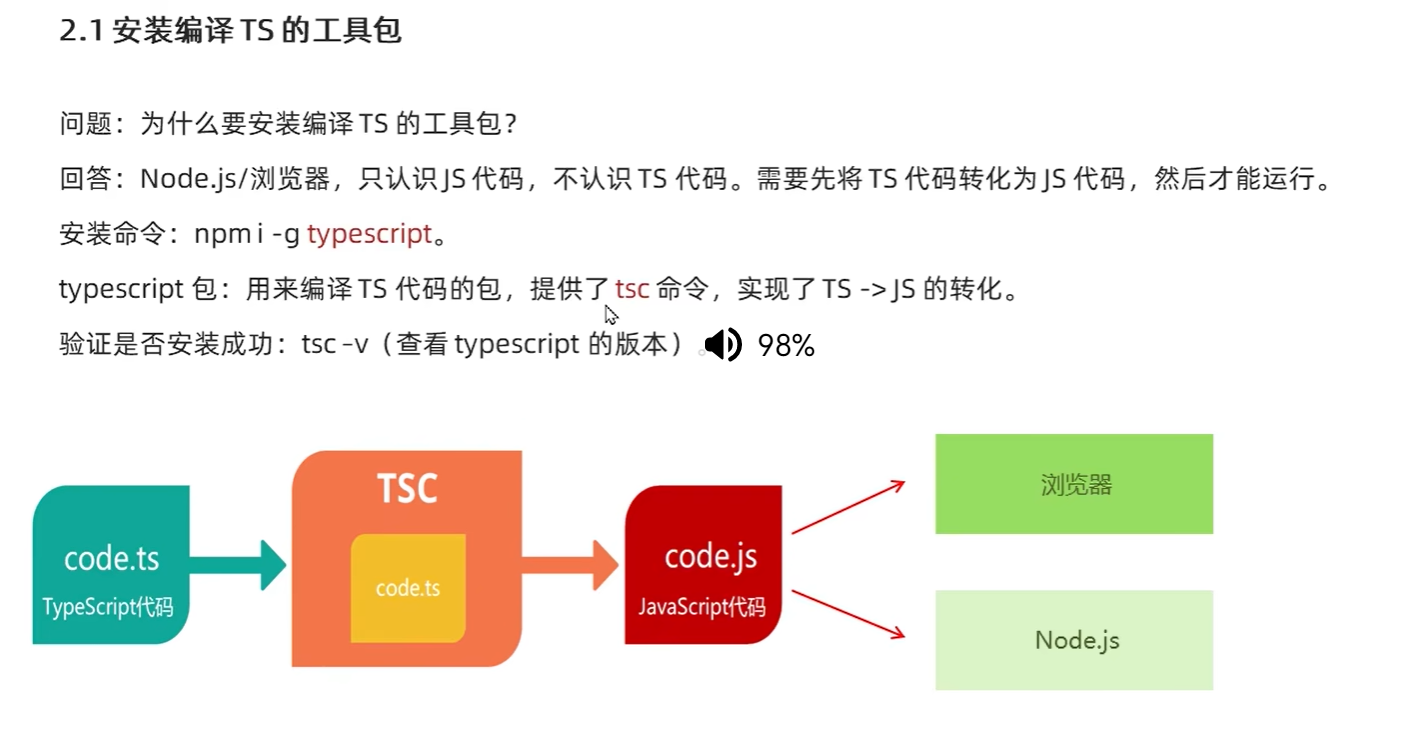 2.1 安装编译 TS 的工具包
问题：为什么要安装编译 TS 的工具包？
回答：Node.js/浏览器，只认识 JS 代码，不认识 TS 代码。需要先将 TS 代码转化为 JS 代码，然后才能运行。
安装命令：npm i -g typescript。
typescript 包：用来编译 TS 代码的包，提供了 tsc 命令，实现了 TS -> JS 的转化。
验证是否安装成功：tsc –v（查看 typescript 的版本）。
98%
TSC
code.ts
TypeScript代码
code.ts
code.js
JavaScript代码
浏览器
Node.js